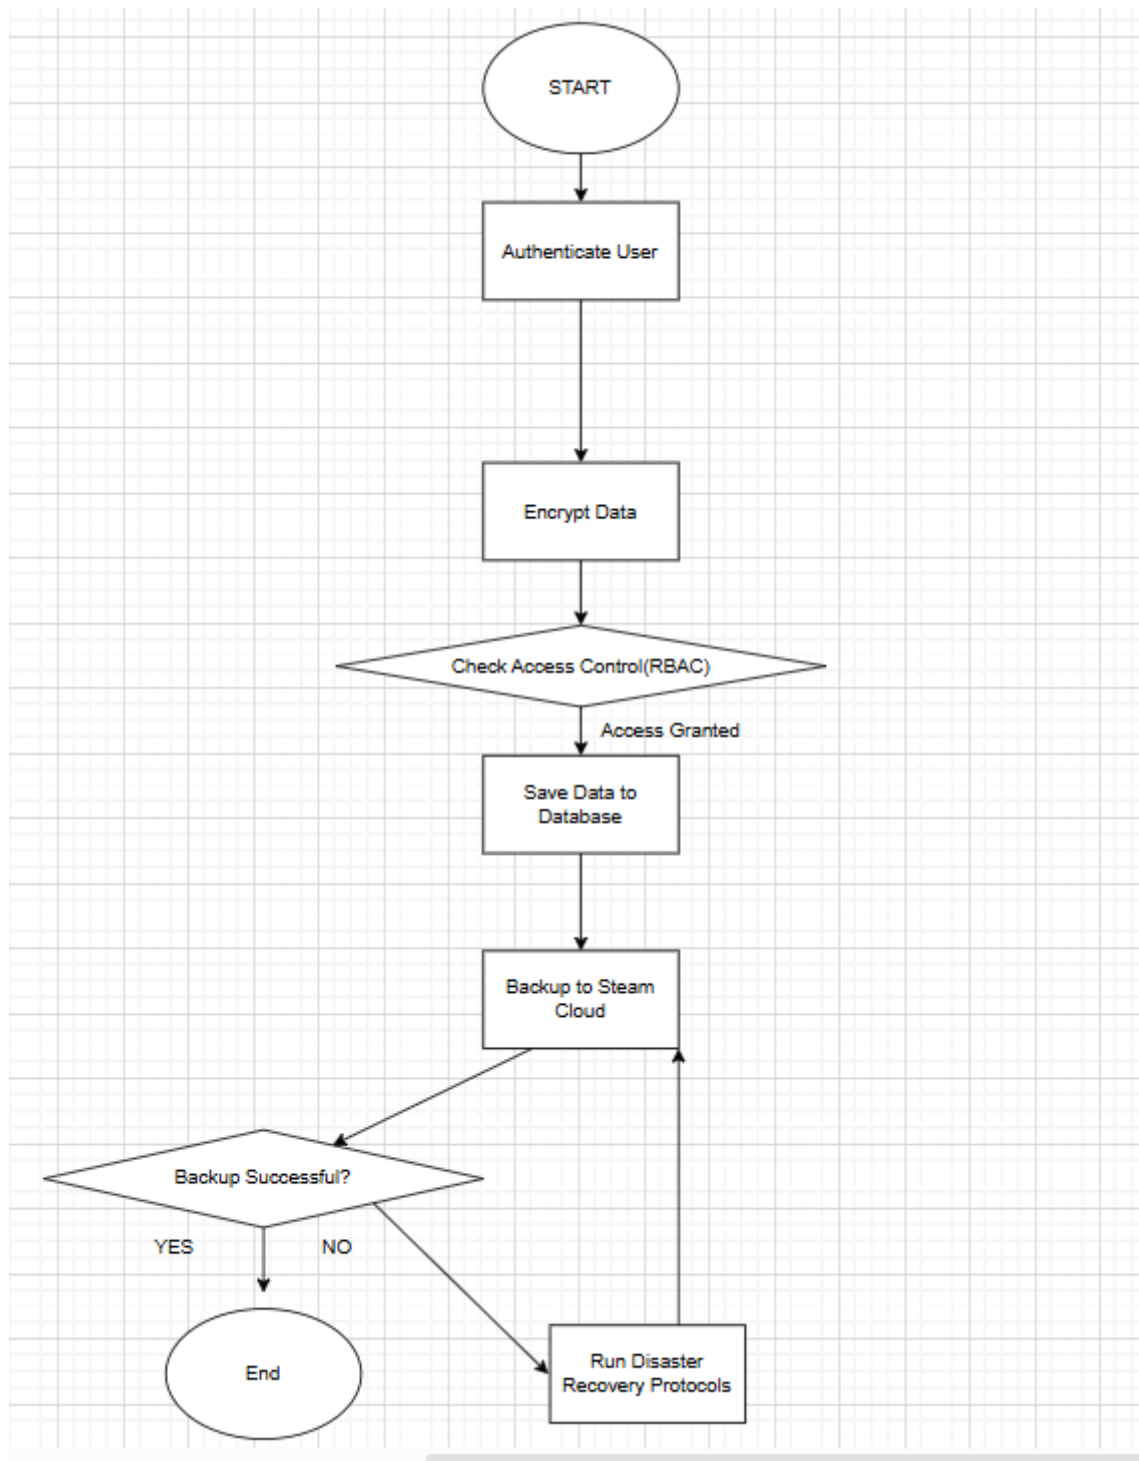 START
Authenticate User
Encrypt Data
Check Access Control(RBAC)
Access Granted
Save Data to
Database
Backup to Steam
Cloud
Backup Successful?
YES
NO
End
Run Disaster
Recovery Protocols